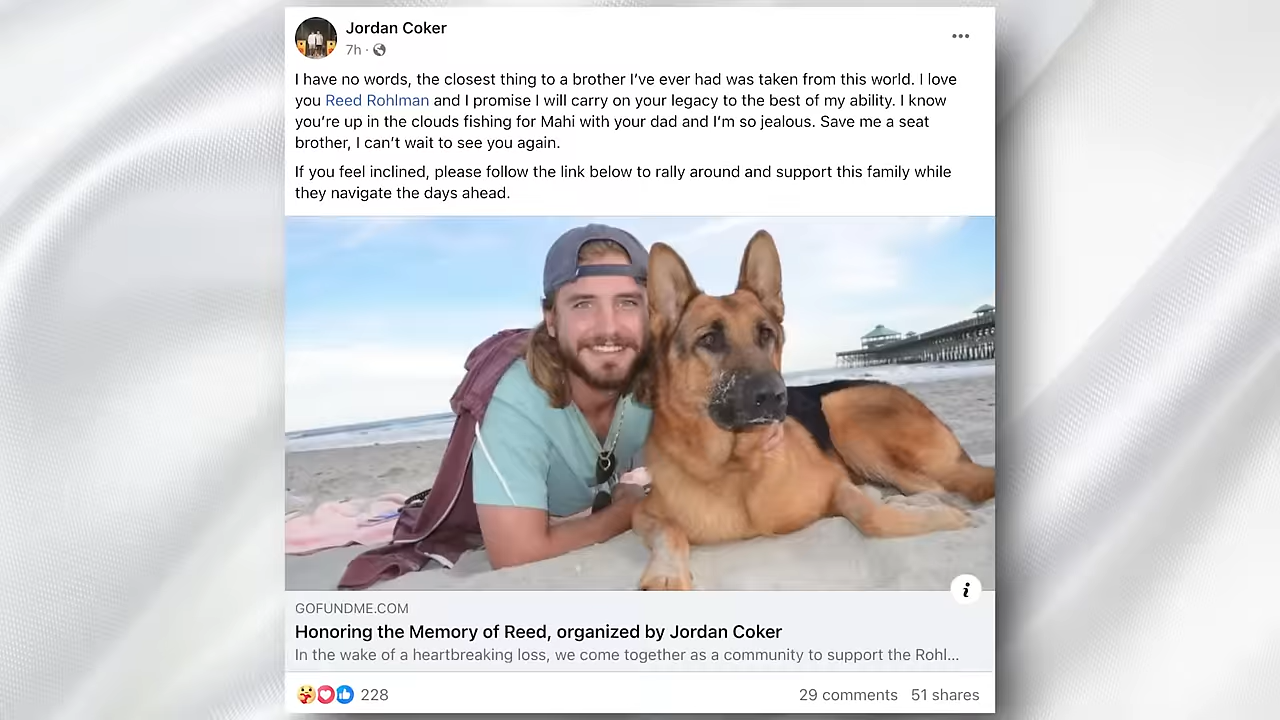 Jordan Coker
7h ·
I have no words, the closest thing to a brother I’ve ever had was taken from this world. I love
you Reed Rohlman and I promise I will carry on your legacy to the best of my ability. I know
you’re up in the clouds fishing for Mahi with your dad and I’m so jealous. Save me a seat
brother, I can’t wait to see you again.
If you feel inclined, please follow the link below to rally around and support this family while
they navigate the days ahead.
GOFUNDME.COM
Honoring the Memory of Reed, organized by Jordan Coker
In the wake of a heartbreaking loss, we come together as a community to support the Rohl...
228
29 comments 51 shares